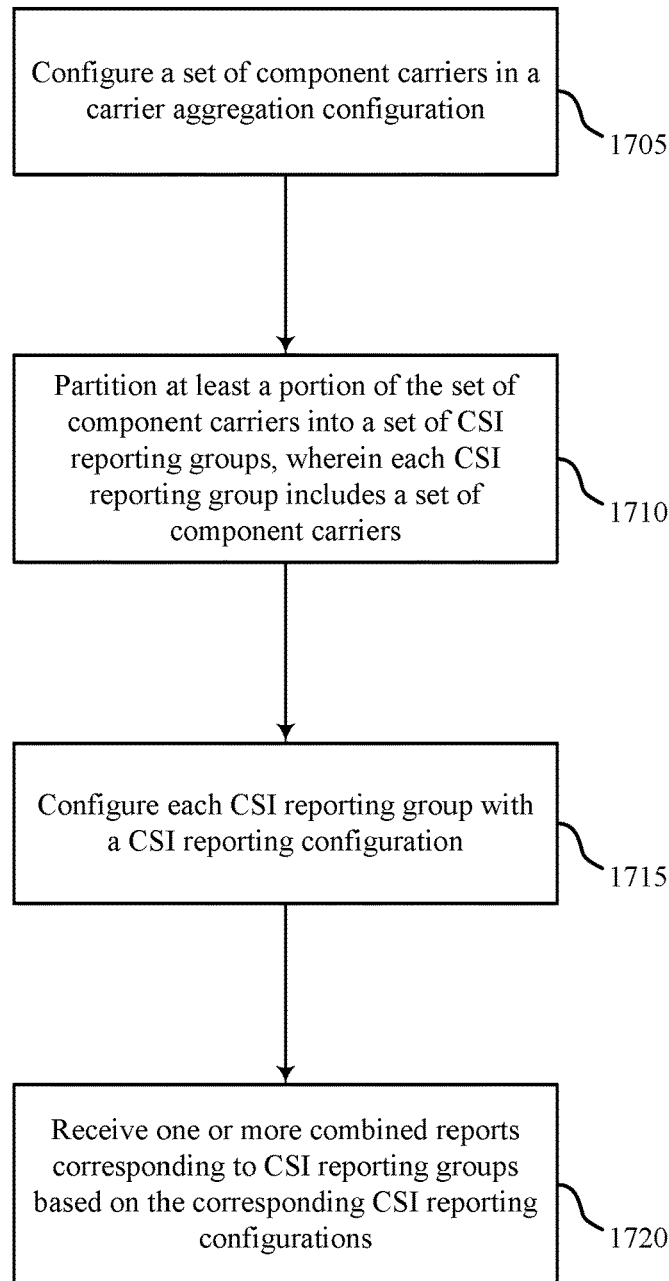 Configure a set of component carriers in a
carrier aggregation configuration
1705
Partition at least a portion of the set of
component carriers into a set of CSI
reporting groups, wherein each CSI
reporting group includes a set of
component carriers
1710
Configure each CSI reporting group with
a CSI reporting configuration
1715
Receive one or more combined reports
corresponding to CSI reporting groups
based on the corresponding CSI reporting
configurations
1720